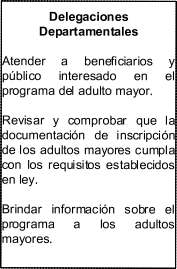 Delegaciones
Departamentales
Atender a beneficiarios y
público interesado en el
programa del adulto mayor.
Revisar y comprobar que la
documentación de inscripción
de los adultos mayores cumpla
con los requisitos establecidos
en ley.
Brindar información sobre el
programa a los adultos
mayores.